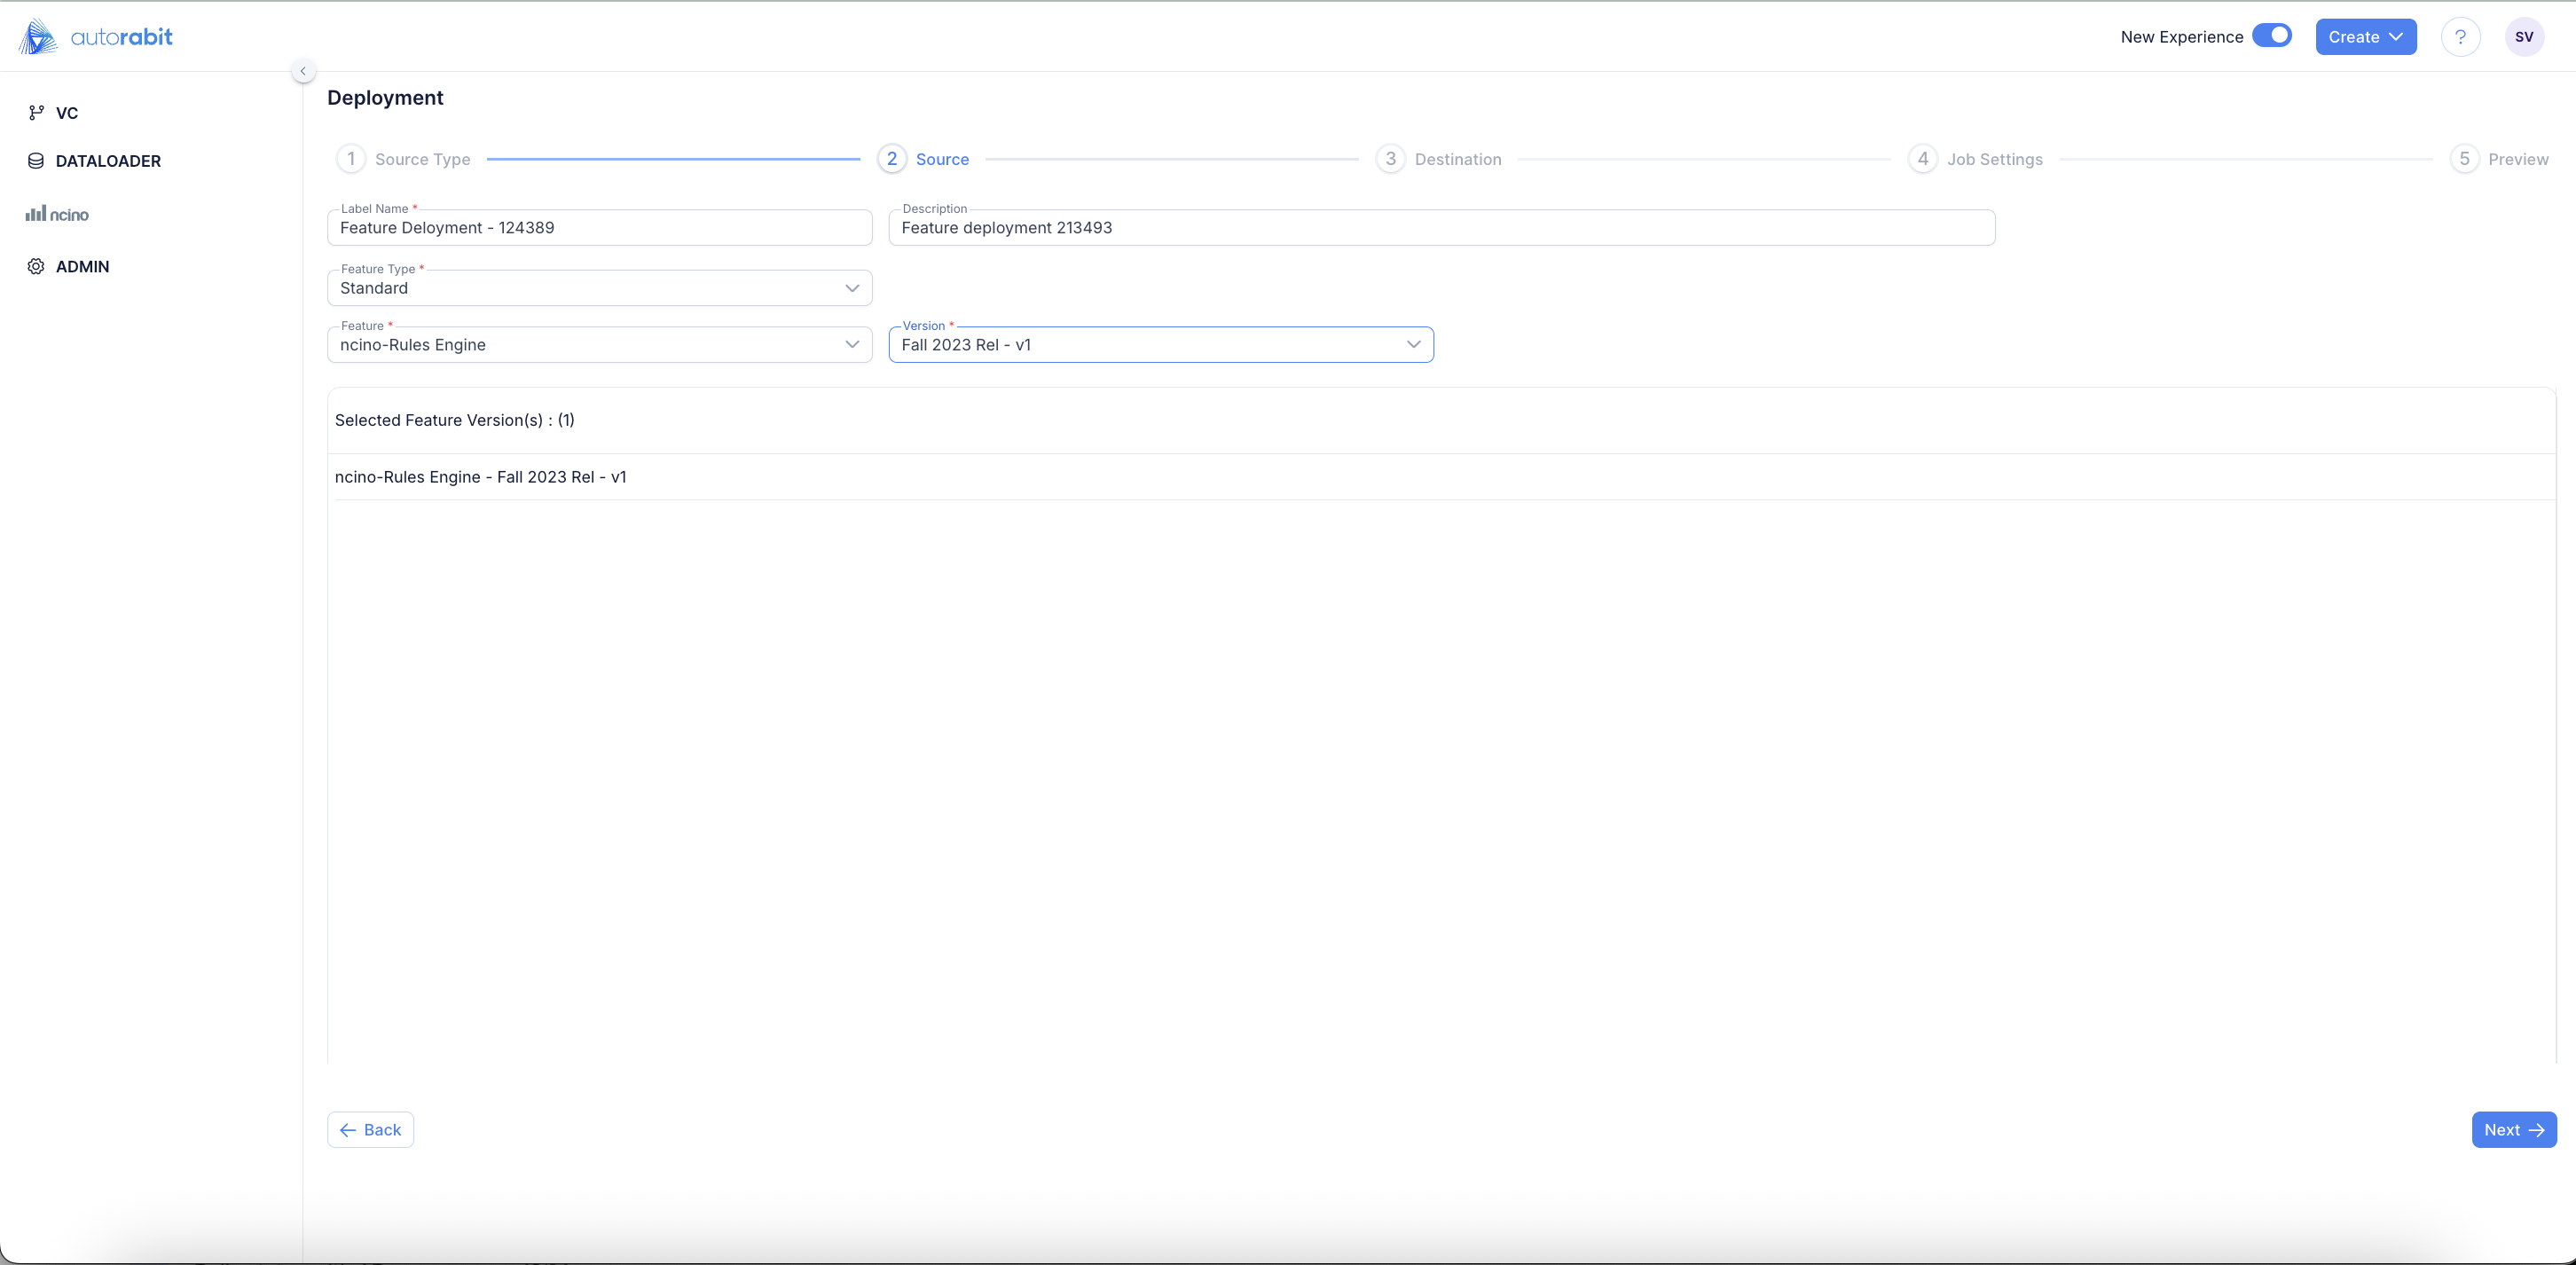 autorabit
New Experience
Create
?
SV
VC
DATALOADER
ncino
ADMIN
Deployment
1 Source Type
2 Source
3 Destination
4 Job Settings
5 Preview
Label Name *
Feature Deloyment - 124389
Description
Feature deployment 213493
Feature Type *
Standard
Feature *
ncino-Rules Engine
Version *
Fall 2023 Rel - v1
Selected Feature Version(s) : (1)
ncino-Rules Engine - Fall 2023 Rel - v1
Back
Next